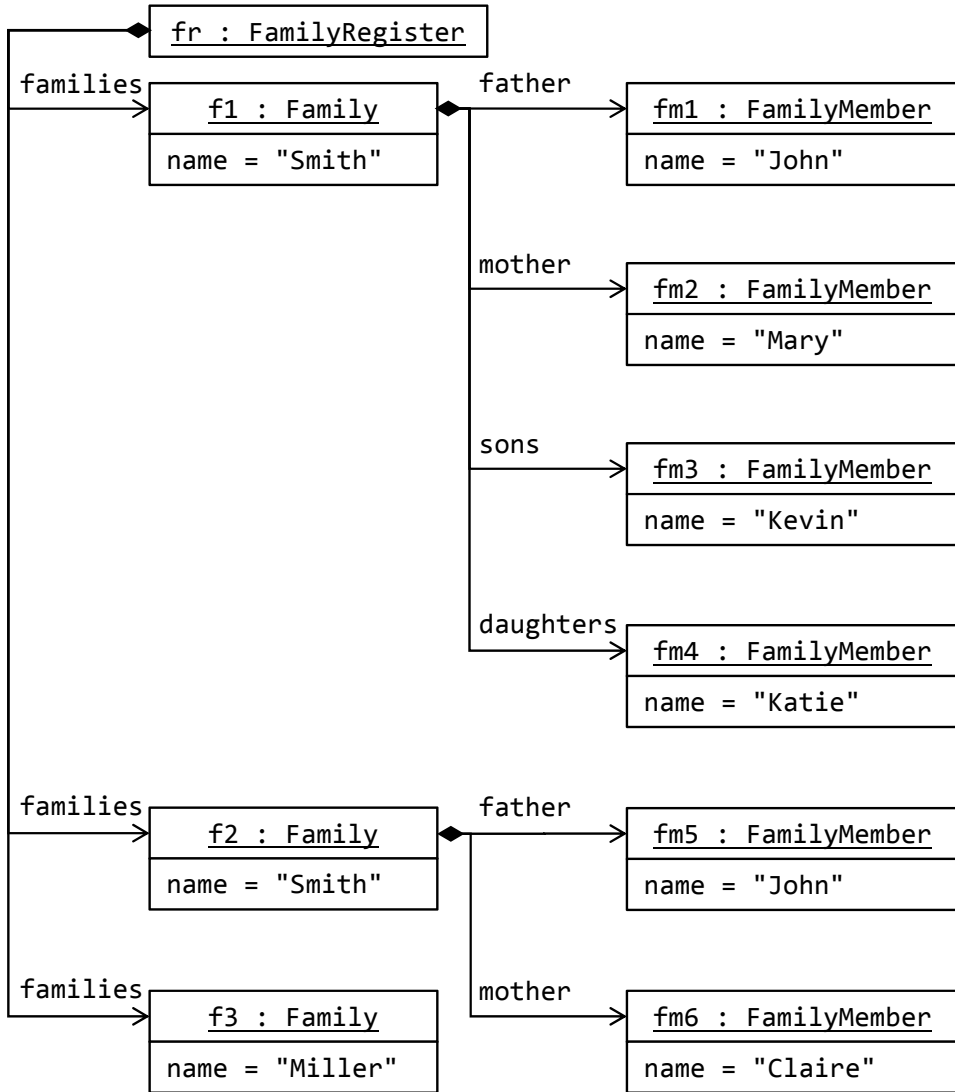 fr : FamilyRegister
families
father
f1 : Family
fm1 : FamilyMember
name = "Smith"
name = "John"
mother
fm2 : FamilyMember
name = "Mary"
sons
fm3 : FamilyMember
name = "Kevin"
daughters
fm4 : FamilyMember
name = "Katie"
families
father
f2 : Family
fm5 : FamilyMember
name = "Smith"
name = "John"
families
mother
f3 : Family
fm6 : FamilyMember
name = "Miller"
name = "Claire"